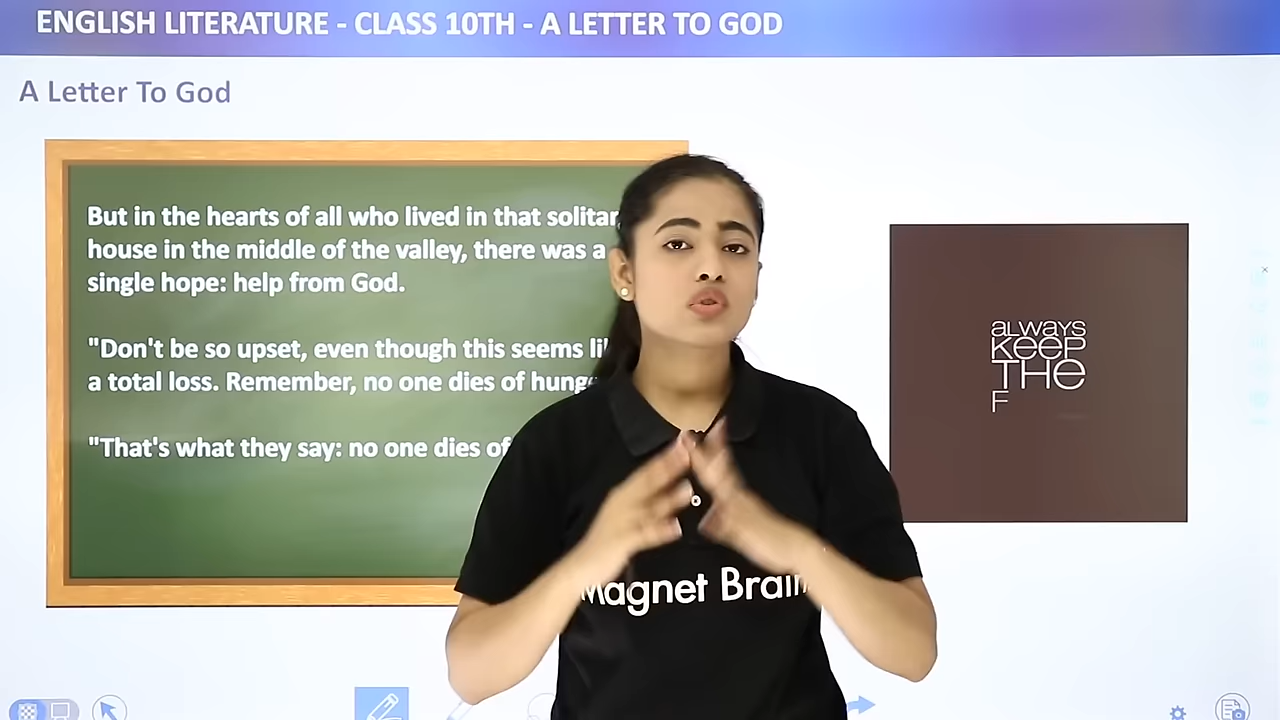 ENGLISH LITERATURE - CLASS 10TH - A LETTER TO GOD
A Letter To God
But in the hearts of all who lived in that solitar
house in the middle of the valley, there was a
single hope: help from God.
"Don't be so upset, even though this seems li
a total loss. Remember, no one dies of hung
"That's what they say: no one dies of
ALWAYS
KEEP
THE
F
Magnet Brain